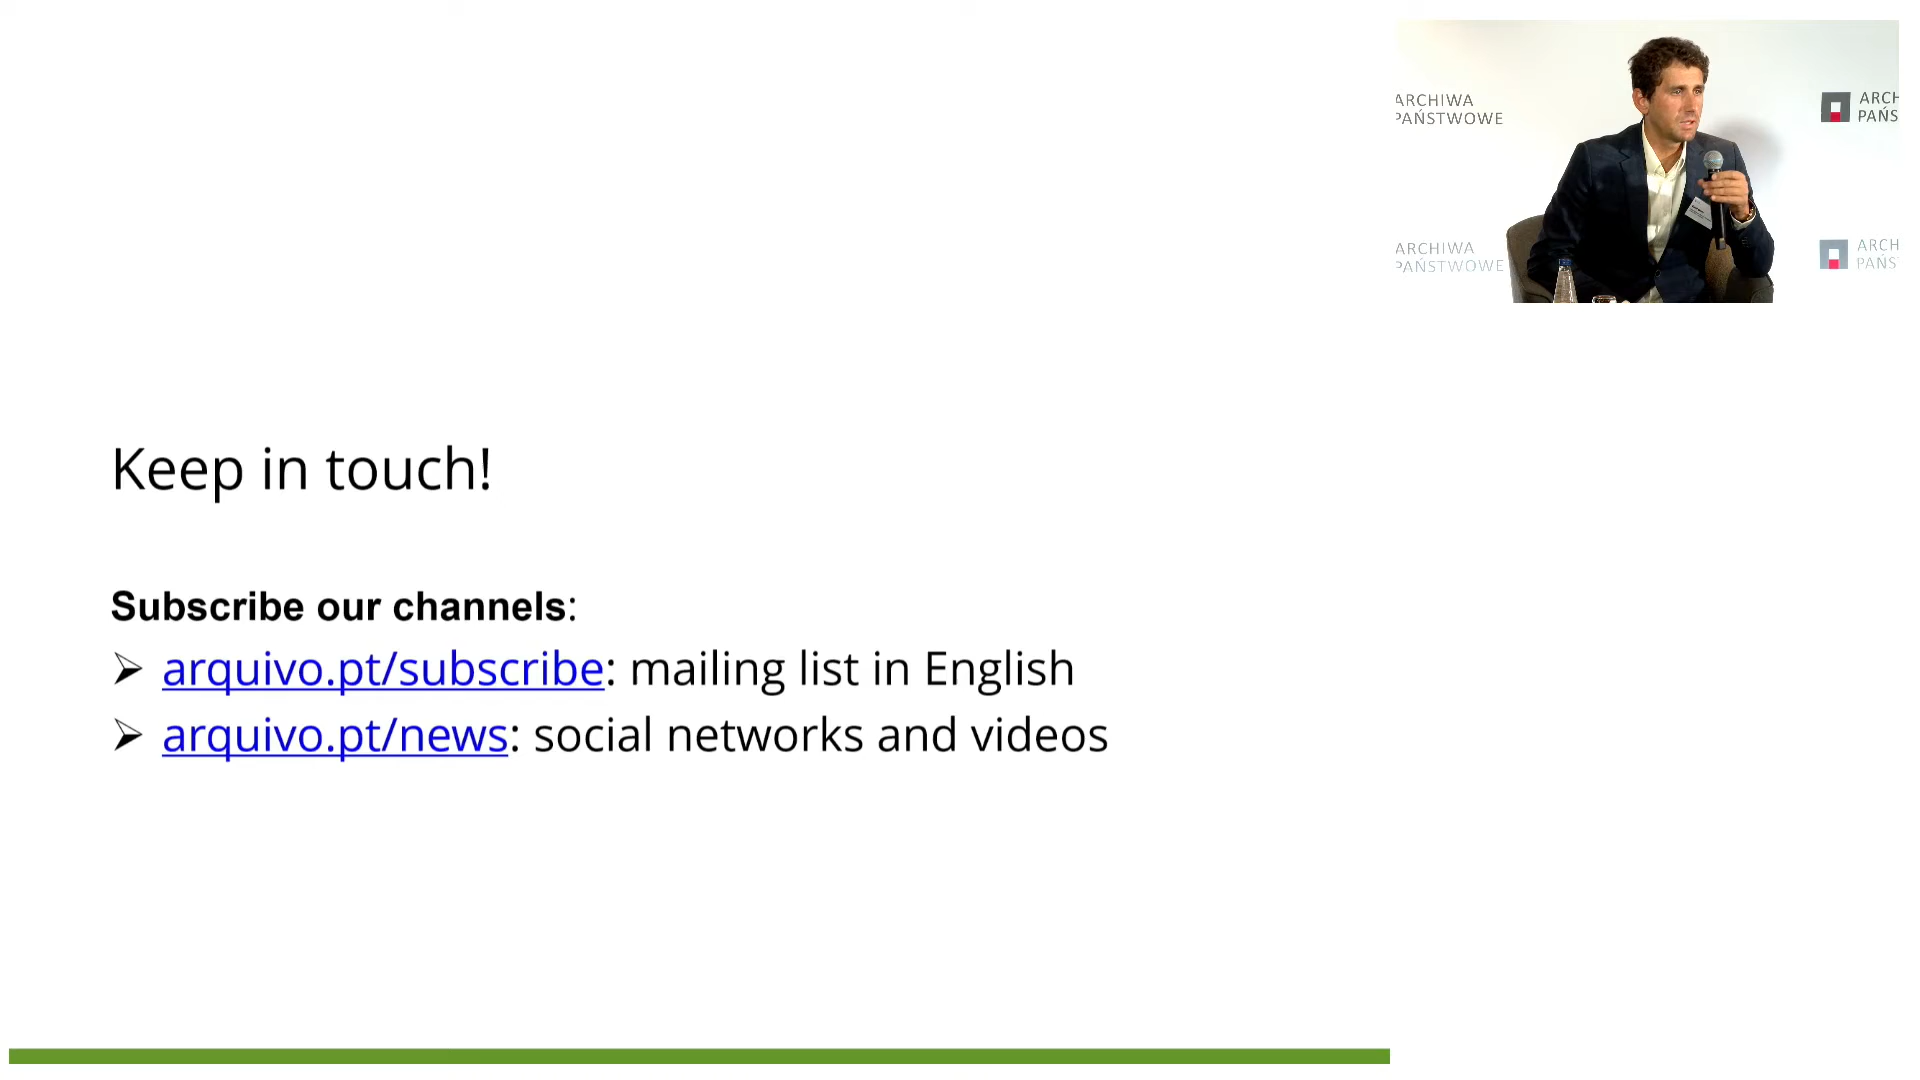 ARCHIWA
PAŃSTWOWE
ARCH
PAŃS
ARCHIWA
PAŃSTWOWE
ARCH
PAŃS
Keep in touch!
Subscribe our channels:
➢ arquivo.pt/subscribe: mailing list in English
➢ arquivo.pt/news: social networks and videos